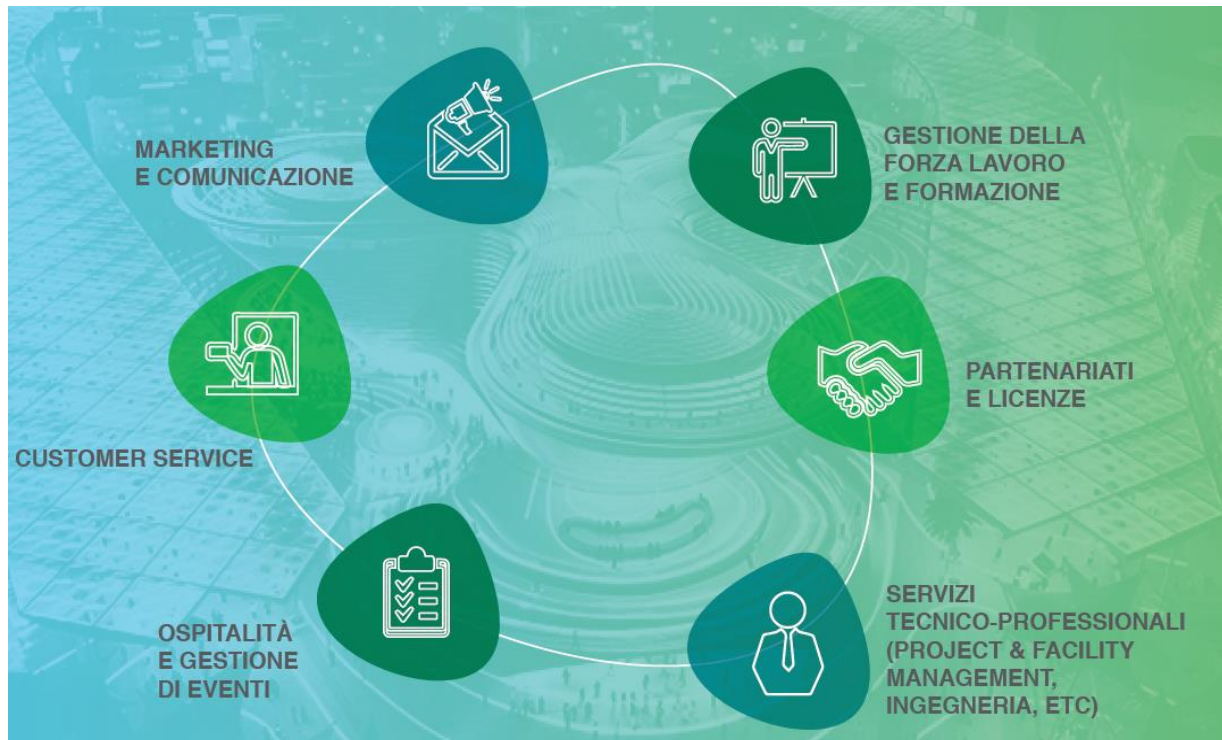 MARKETING
E COMUNICAZIONE
GESTIONE DELLA
FORZA LAVORO
E FORMAZIONE
CUSTOMER SERVICE
PARTENARIATI
E LICENZE
OSPITALITÀ
E GESTIONE
DI EVENTI
SERVIZI
TECNICO-PROFESSIONALI
(PROJECT & FACILITY
MANAGEMENT,
INGEGNERIA, ETC)